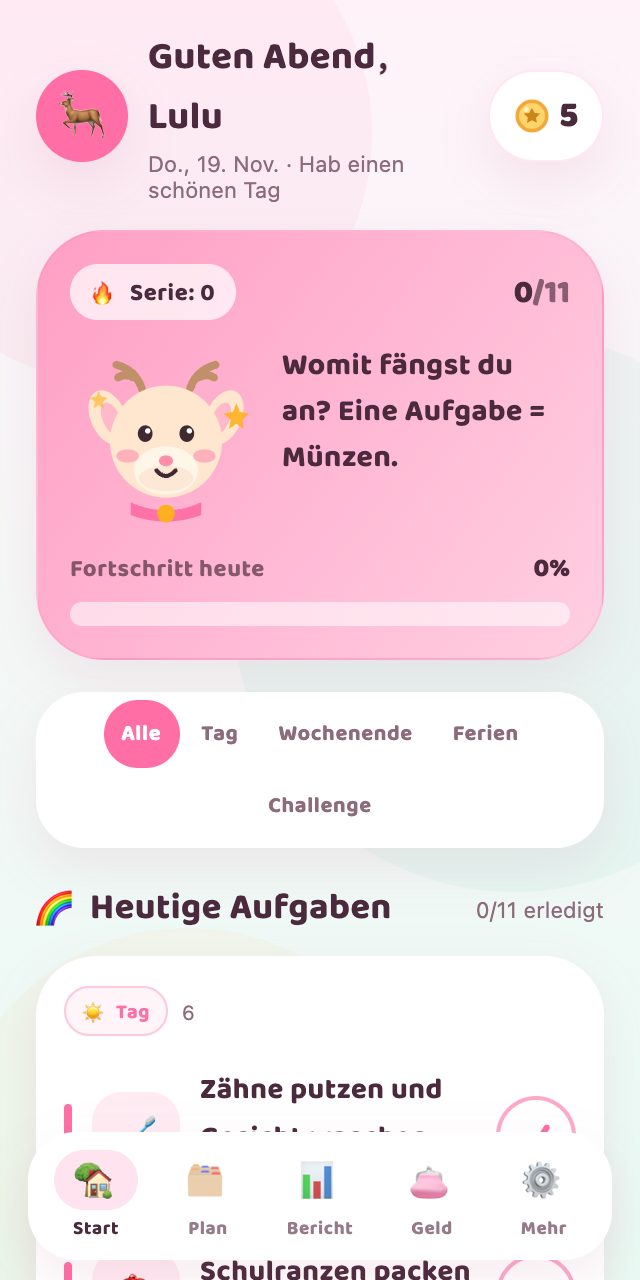 Guten Abend,
Lulu
Do., 19. Nov. · Hab einen
schönen Tag
5
Serie: 0
0/11
Womit fängst du
an? Eine Aufgabe =
Münzen.
Fortschritt heute
0%
Alle
Tag
Wochenende
Ferien
Challenge
Heutige Aufgaben
0/11 erledigt
Tag
6
Zähne putzen und
Gesicht waschen
Start
Plan
Bericht
Geld
Mehr
Schulranzen packen